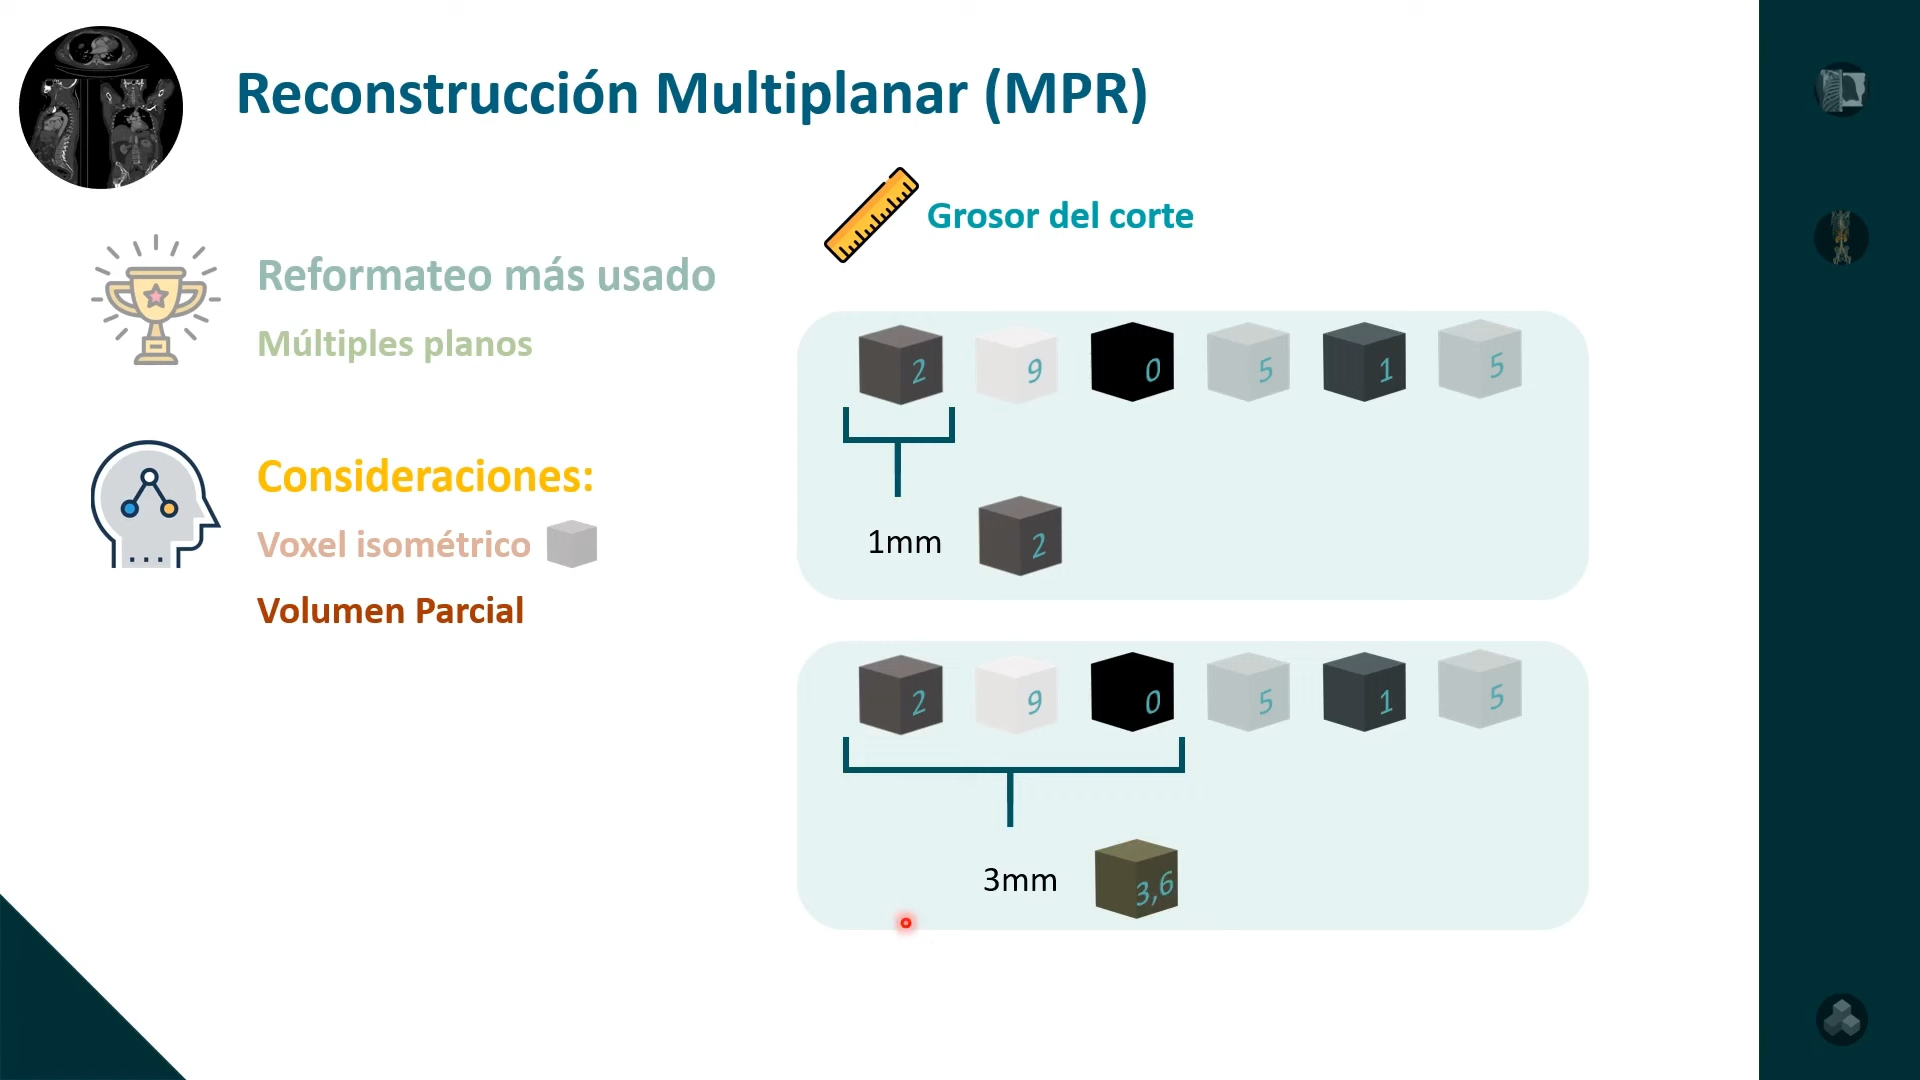 Reconstrucción Multiplanar (MPR)
Reformateo más usado
Múltiples planos
Consideraciones:
Voxel isométrico
Volumen Parcial
Grosor del corte
2 9 0 5 1 5
1mm 2
2 9 0 5 1 5
3mm 3,6